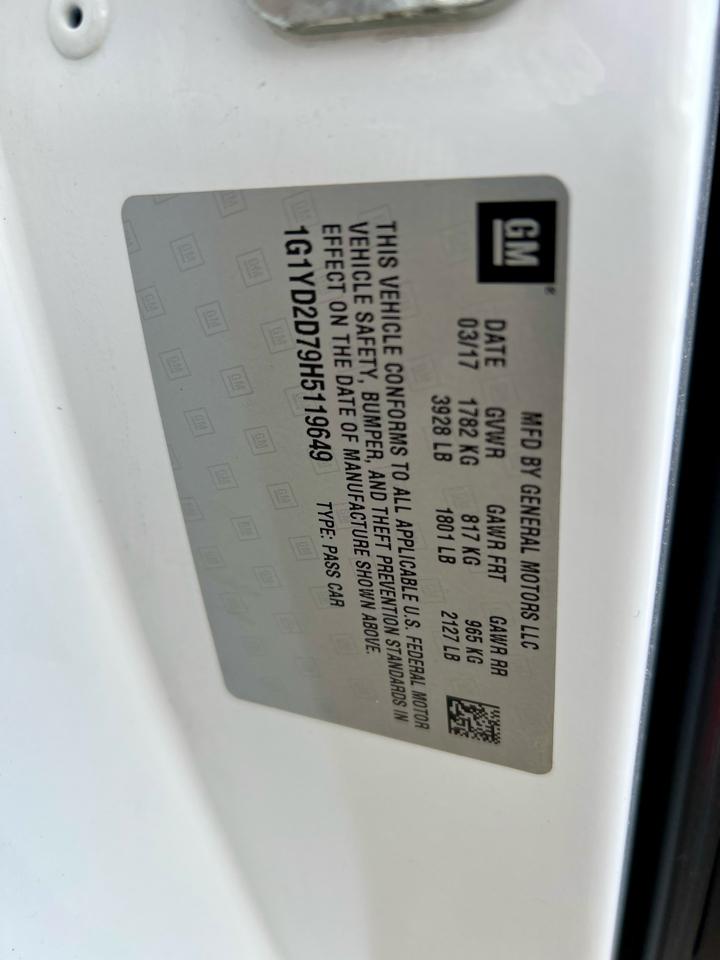 GM®
MFD BY GENERAL MOTORS LLC
DATE GVWR GAWR FRT GAWR RR
03/17 1782 KG 817 KG 965 KG
3928 LB 1801 LB 2127 LB
THIS VEHICLE CONFORMS TO ALL APPLICABLE U.S. FEDERAL MOTOR
VEHICLE SAFETY, BUMPER, AND THEFT PREVENTION STANDARDS IN
EFFECT ON THE DATE OF MANUFACTURE SHOWN ABOVE.
1G1YD2D79H5119649 TYPE: PASS CAR